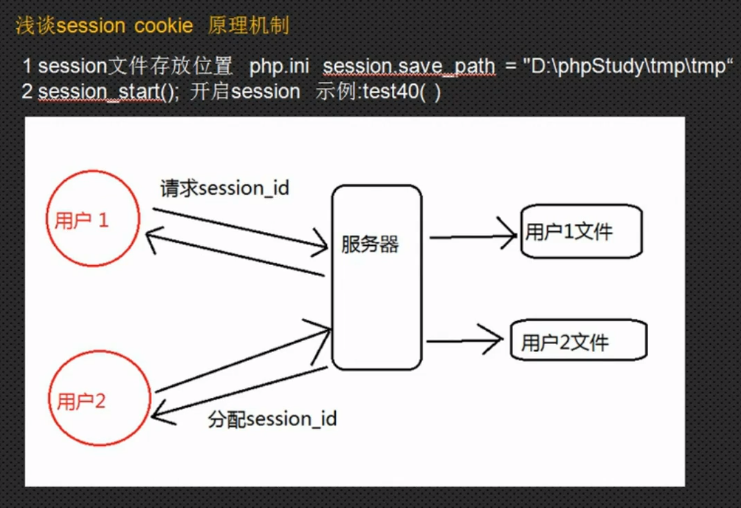 浅谈session cookie 原理机制
1 session文件存放位置 php.ini session.save_path = "D:\phpStudy\tmp\tmp“
2 session_start(); 开启session 示例:test40( )
请求session_id
用户 1
服务器
用户1文件
用户2文件
用户2
分配session_id